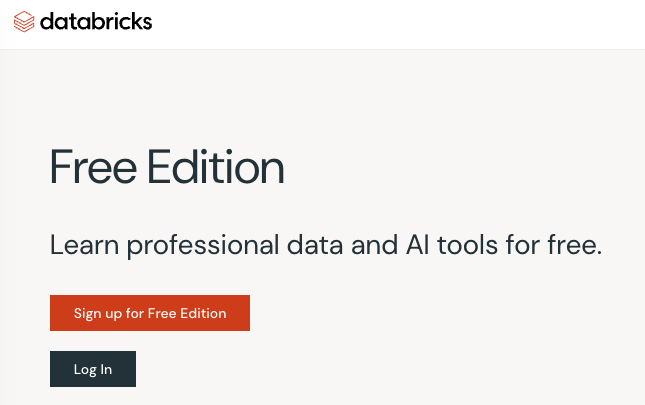 databricks
Free Edition
Learn professional data and AI tools for free.
Sign up for Free Edition
Log In